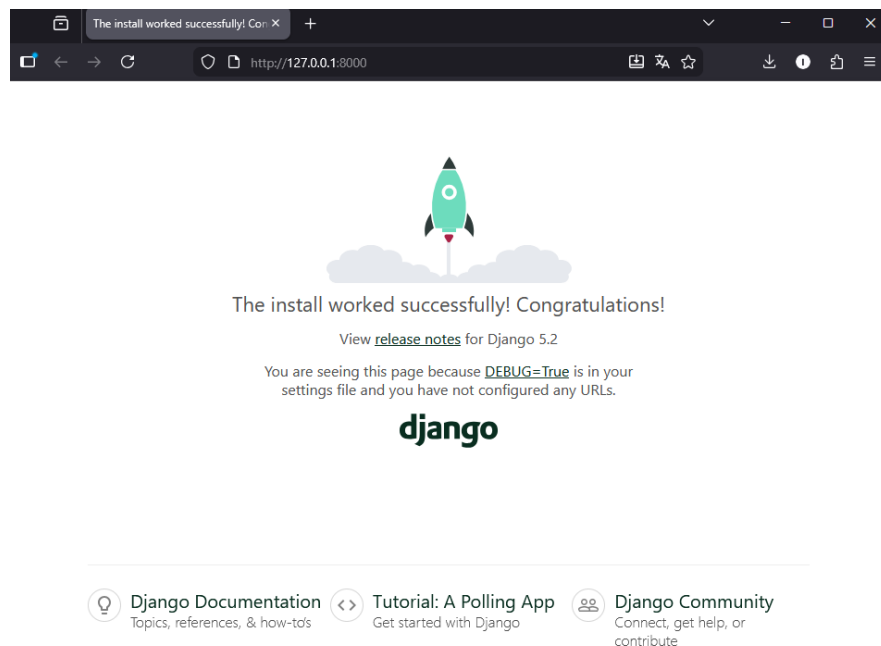 The install worked successfully! Con
http://127.0.0.1:8000
The install worked successfully! Congratulations!
View release notes for Django 5.2
You are seeing this page because DEBUG=True is in your
settings file and you have not configured any URLs.
django
Django Documentation
Topics, references, & how-to's
Tutorial: A Polling App
Get started with Django
Django Community
Connect, get help, or
contribute